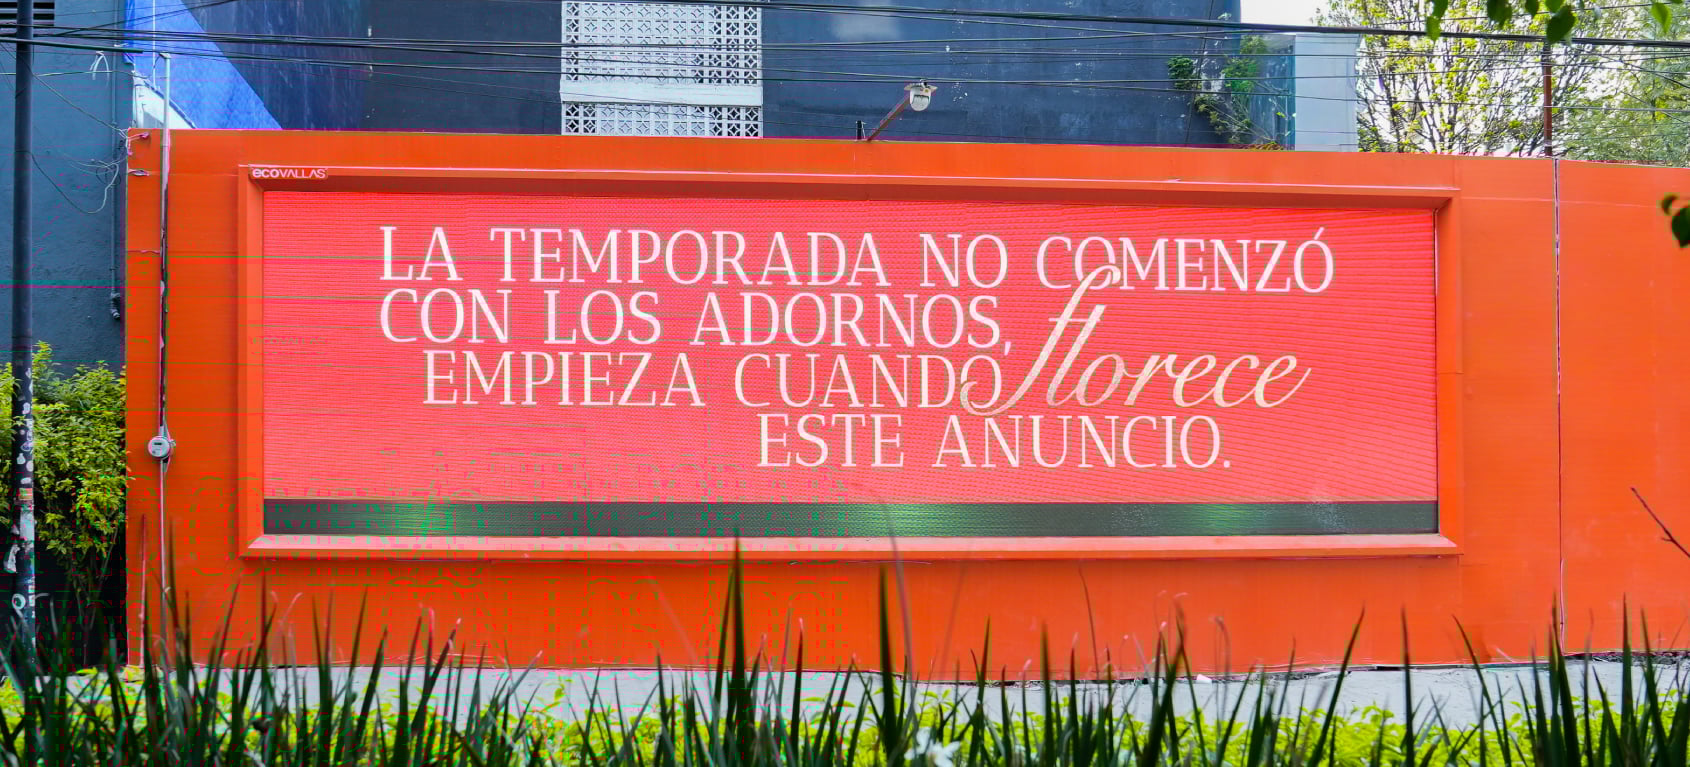 ecoVALLAS
LA TEMPORADA NO COMENZÓ
CON LOS ADORNOS,
EMPIEZA CUANDO florece
ESTE ANUNCIO.